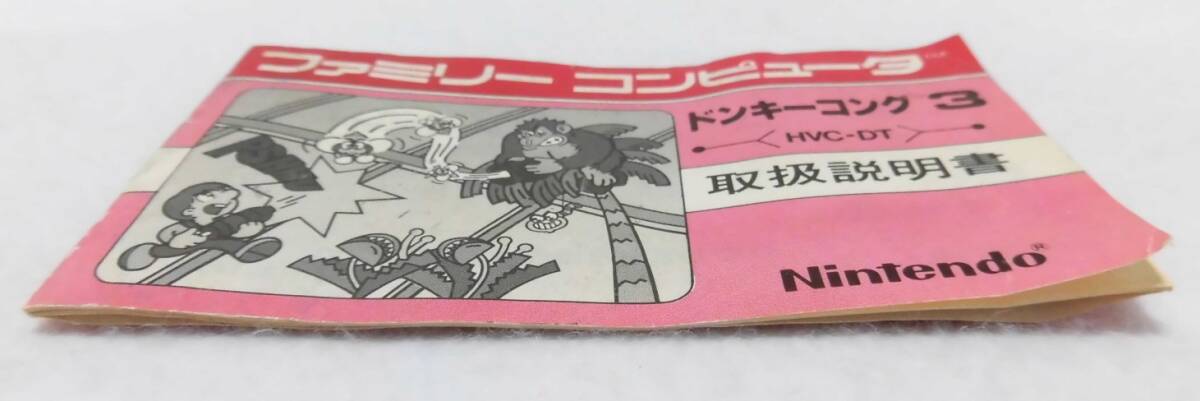 ファミリー コンピュータ
ドンキーコング 3
HVC-DT
取扱説明書
Nintendo®